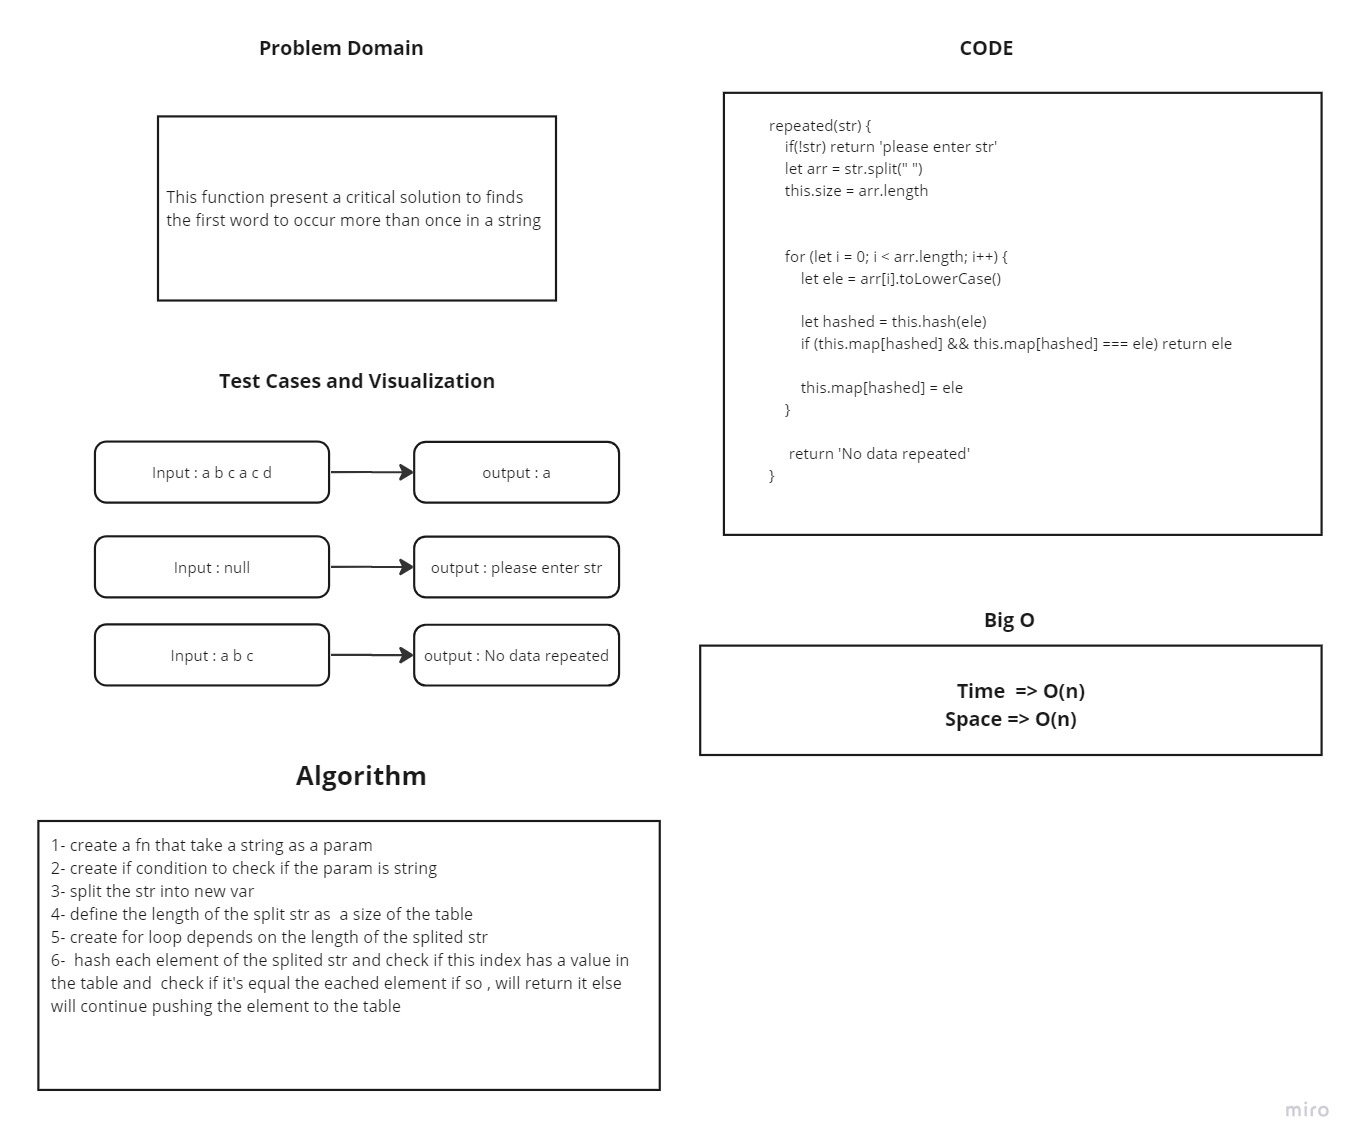 Problem Domain
This function present a critical solution to finds
the first word to occur more than once in a string
Test Cases and Visualization
Input : a b c a c d
output : a
Input : null
output : please enter str
Input : a b c
output : No data repeated
Algorithm
1- create a fn that take a string as a param
2- create if condition to check if the param is string
3- split the str into new var
4- define the length of the split str as  a size of the table
5- create for loop depends on the length of the splited str
6-  hash each element of the splited str and check if this index has a value in
the table and  check if it's equal the eached element if so , will return it else
will continue pushing the element to the table
CODE
repeated(str) {
    if(!str) return 'please enter str'
    let arr = str.split(" ")
    this.size = arr.length
    for (let i = 0; i < arr.length; i++) {
        let ele = arr[i].toLowerCase()
        let hashed = this.hash(ele)
        if (this.map[hashed] && this.map[hashed] === ele) return ele
        this.map[hashed] = ele
    }
     return 'No data repeated'
}
Big O
Time  => O(n)
Space => O(n)
miro